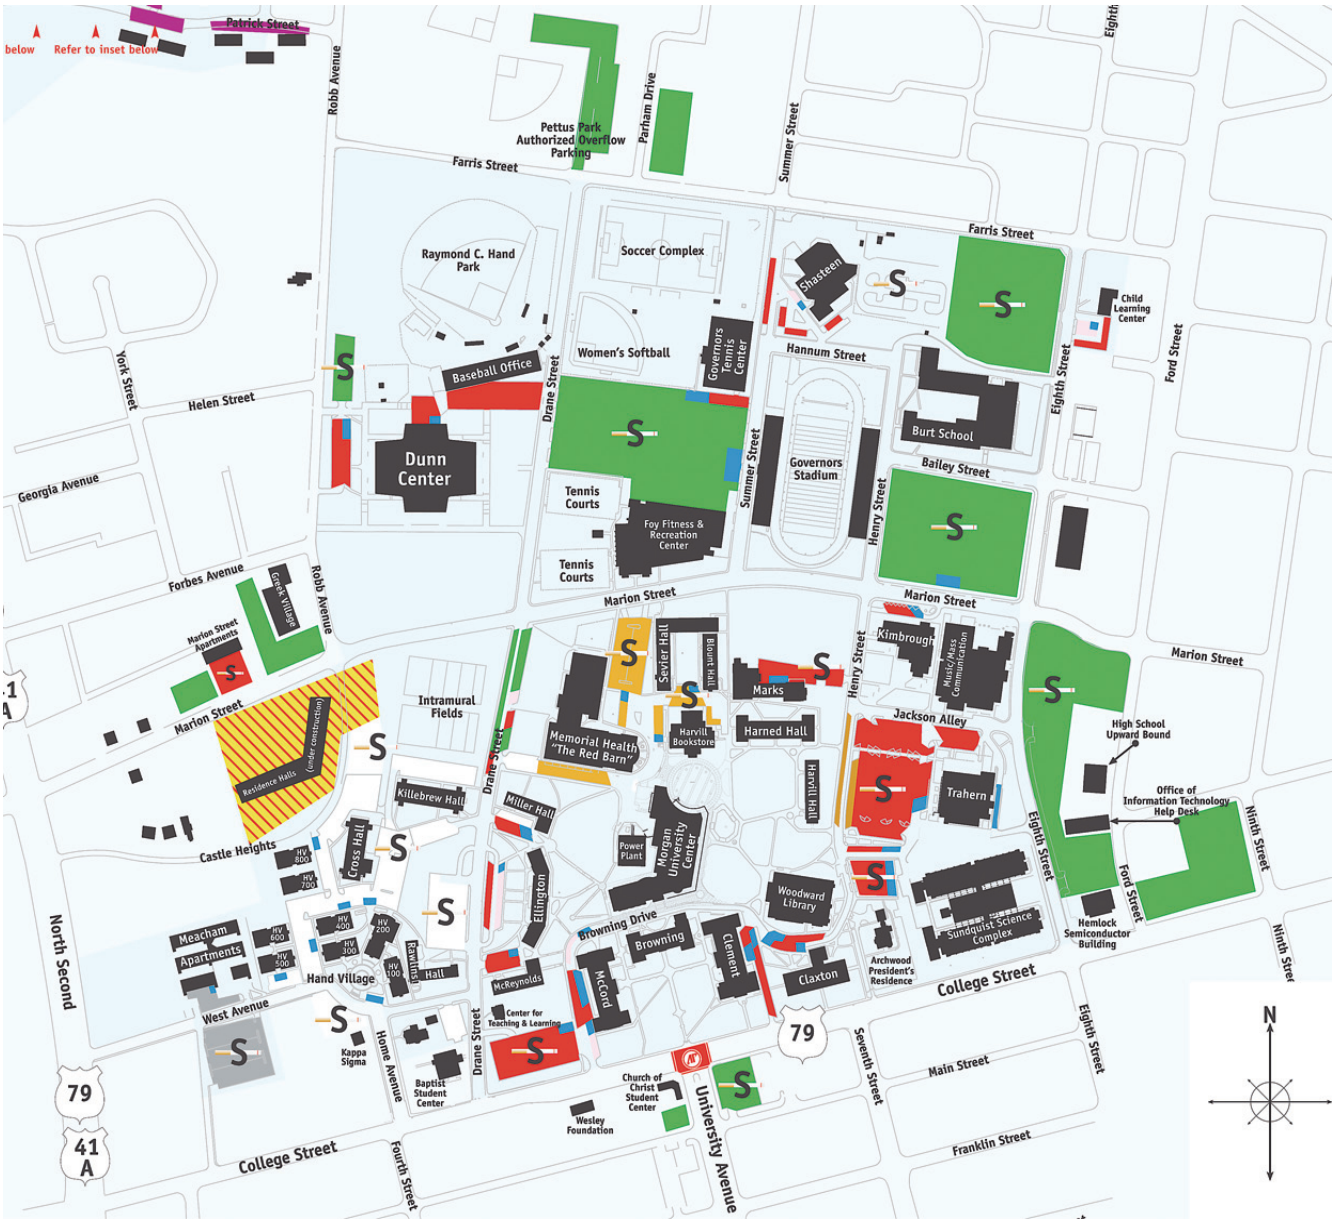 Patrick Street
below
Refer to inset below
Robb Avenue
Parham Drive
Summer Street
Pettus Park
Authorized Overflow
Parking
Farris Street
Farris Street
Raymond C. Hand
Park
Soccer Complex
Shasteen
S
S
Child
Learning
Center
York Street
Helen Street
S
Baseball Office
Drane Street
Women's Softball
Governors
Tennis
Center
Hannum Street
Eighth Street
Ford Street
Burt School
Dunn
Center
S
Summer Street
Governors
Stadium
Henry Street
Bailey Street
Georgia Avenue
Tennis
Courts
Foy Fitness &
Recreation
Center
S
Tennis
Courts
Forbes Avenue
Greek Village
Robb Avenue
Marion Street
Marion Street
Marion Street
Marion Street
Apartments
S
Marion Street
41
A
Sevier Hall
Blount Hall
S
S
Marks
S
Henry Street
Kimbrough
Music/Mass
Communication
S
Intramural
Fields
Memorial Health
"The Red Barn"
Harvill
Bookstore
Harned Hall
Jackson Alley
High School
Upward Bound
Residence Halls
(under construction)
S
Drane Street
Killebrew Hall
Miller Hall
Harvill Hall
S
Trahern
Office of
Information Technology
Help Desk
Castle Heights
Cross Hall
S
HV
800
HV
700
Power
Plant
Morgan
University
Center
Eighth Street
Ninth Street
Ford Street
S
Ellington
Woodward
Library
S
Sundquist Science
Complex
Hemlock
Semiconductor
Building
Ninth Street
North Second
Meacham
Apartments
HV
600
HV
500
HV
400
HV
300
HV
200
HV
100
Rawlins
Hall
Hand Village
Browning Drive
Browning
Clement
Claxton
Archwood
President's
Residence
College Street
McReynolds
McCord
West Avenue
S
S
Kappa
Sigma
Home Avenue
Drane Street
Center for
Teaching & Learning
S
Baptist
Student
Center
79
Seventh Street
Main Street
Eighth Street
N
79
41
A
College Street
Fourth Street
Wesley
Foundation
Church of
Christ
Student
Center
S
University Avenue
Franklin Street